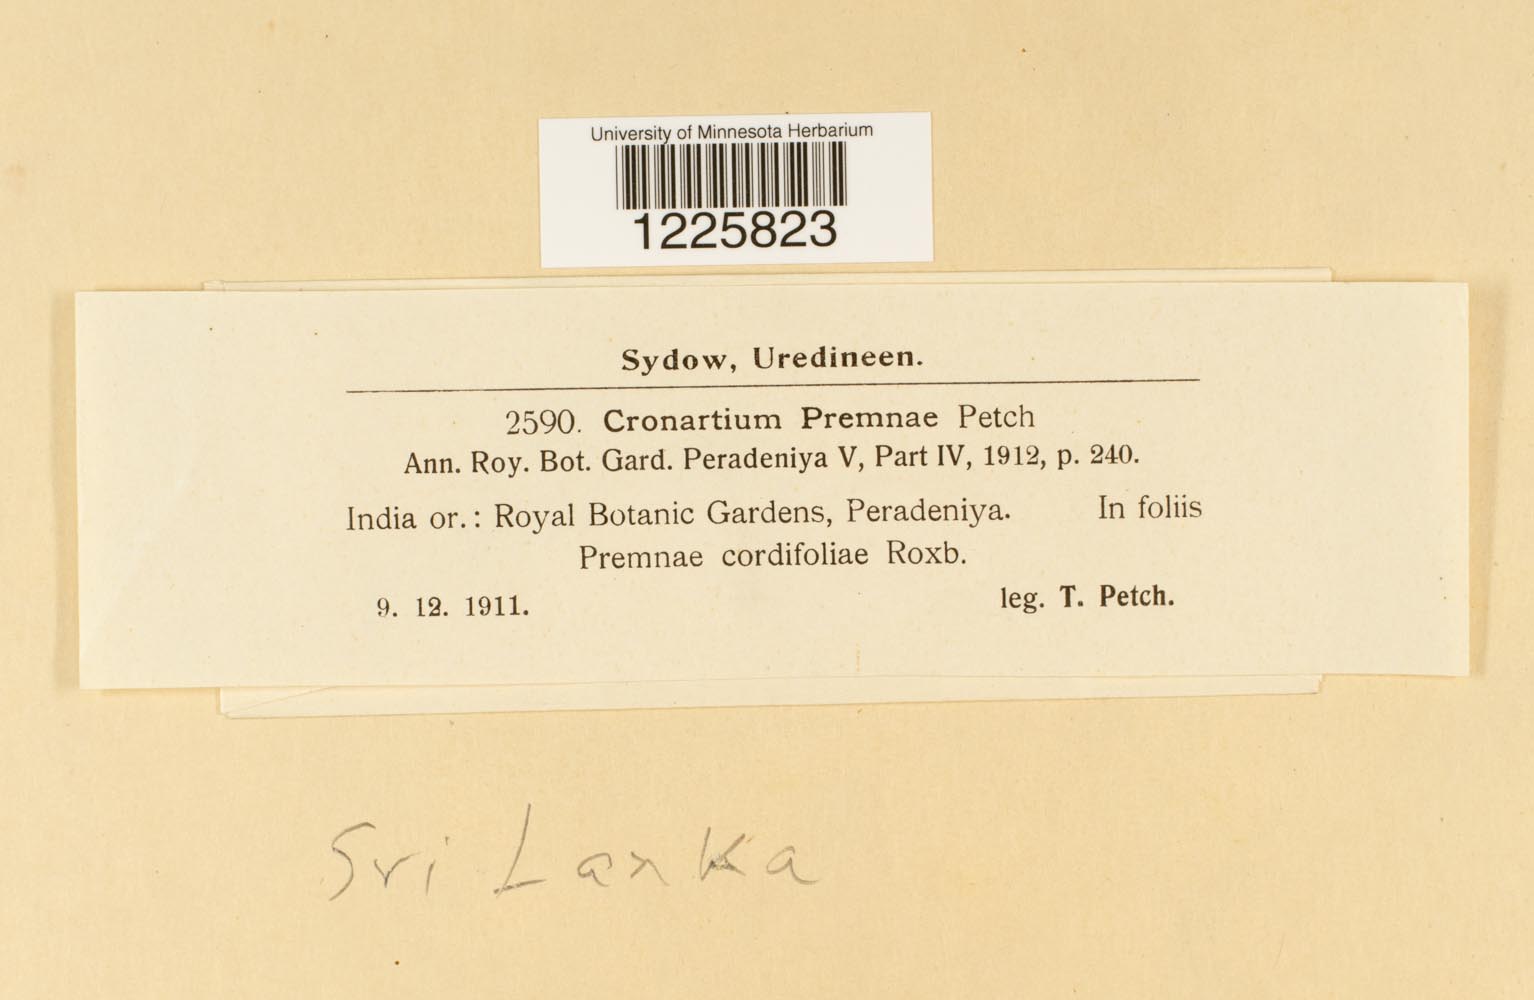 University of Minnesota Herbarium
1225823
Sydow, Uredineen.
2590. Cronartium Premnae Petch
Ann. Roy. Bot. Gard. Peradeniya V, Part IV, 1912, p. 240.
India or.: Royal Botanic Gardens, Peradeniya. In foliis
Premnae cordifoliae Roxb.
9. 12. 1911. leg. T. Petch.
Sri Lanka